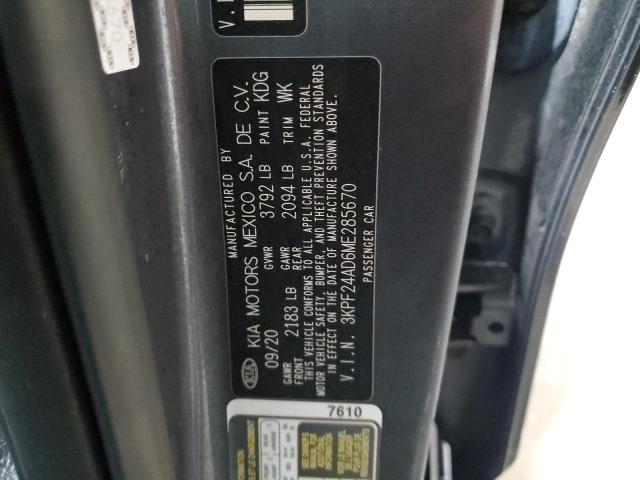 V.I
MANUFACTURED BY
KIA KIA MOTORS MEXICO S.A. DE C.V.
09/20 GVWR 3792 LB PAINT KDG
GAWR FRONT 2183 LB GAWR REAR 2094 LB TRIM WK
THIS VEHICLE CONFORMS TO ALL APPLICABLE U.S.A. FEDERAL
MOTOR VEHICLE SAFETY, BUMPER, AND THEFT PREVENTION STANDARDS
IN EFFECT ON THE DATE OF MANUFACTURE SHOWN ABOVE.
V.I.N. 3KPF24AD6ME285670
PASSENGER CAR
7610